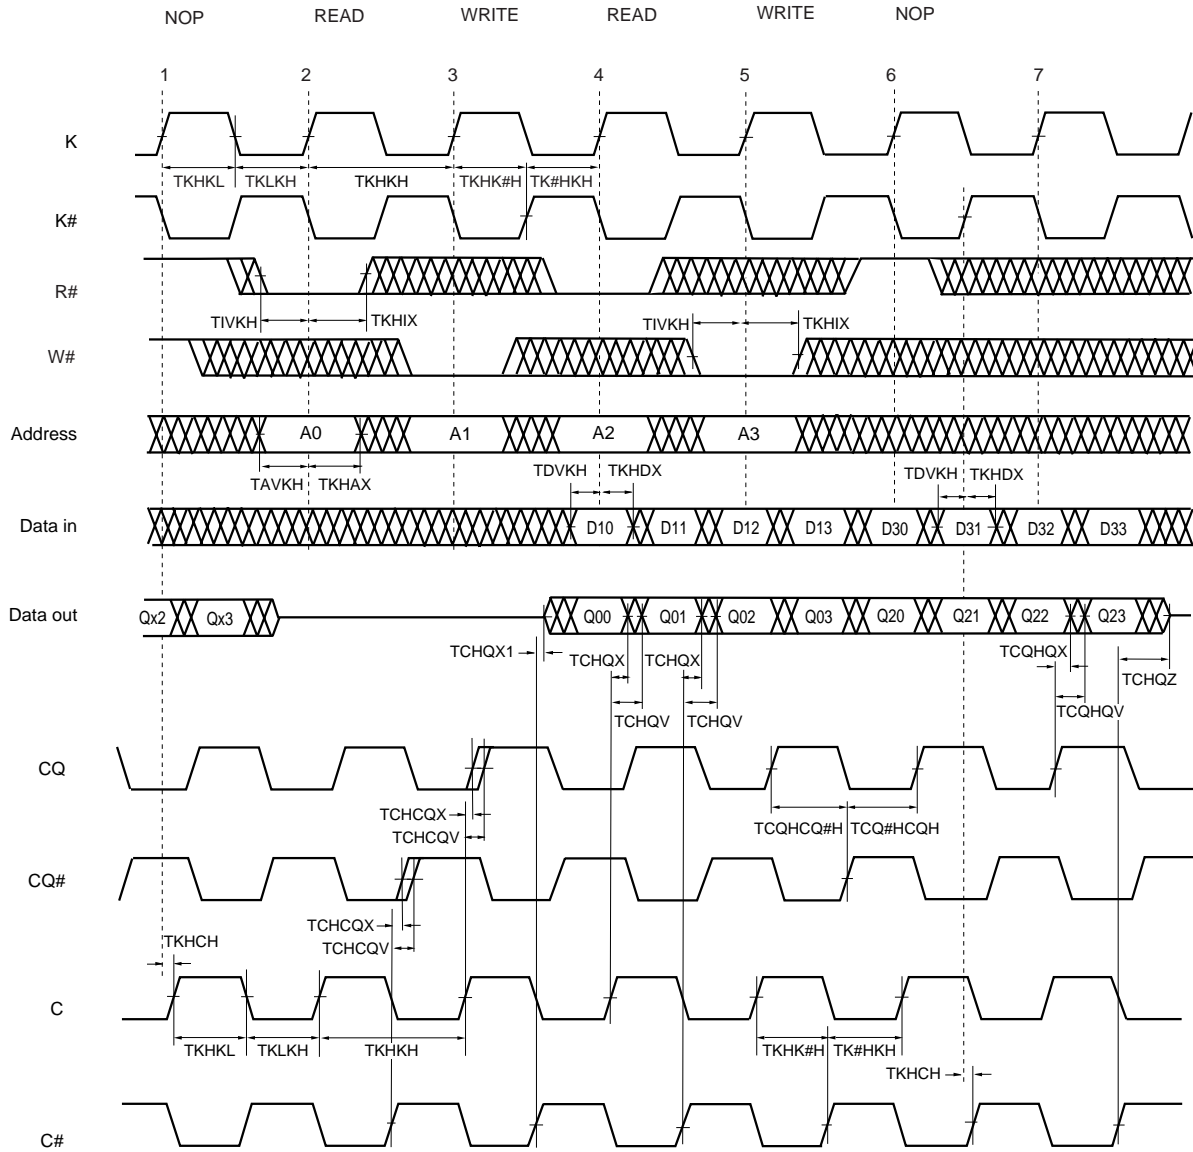 NOP READ WRITE READ WRITE NOP
1 2 3 4 5 6 7
K
TKHKL TKLKH TKHKH TKHK#H TK#HKH
K#
R#
TIVKH TKHIX TIVKH TKHIX
W#
Address A0 A1 A2 A3
TAVKH TKHAX TDVKH TKHDX TDVKH TKHDX
Data in D10 D11 D12 D13 D30 D31 D32 D33
Data out Qx2 Qx3 Q00 Q01 Q02 Q03 Q20 Q21 Q22 Q23
TCHQX1 TCHQX TCHQX TCQHQX TCHQZ
TCHQV TCHQV TCQHQV
CQ
TCHCQX
TCHCQV TCQHCQ#H TCQ#HCQH
CQ#
TCHCQX
TCHCQV
TKHCH
C
TKHKL TKLKH TKHKH TKHK#H TK#HKH
TKHCH
C#